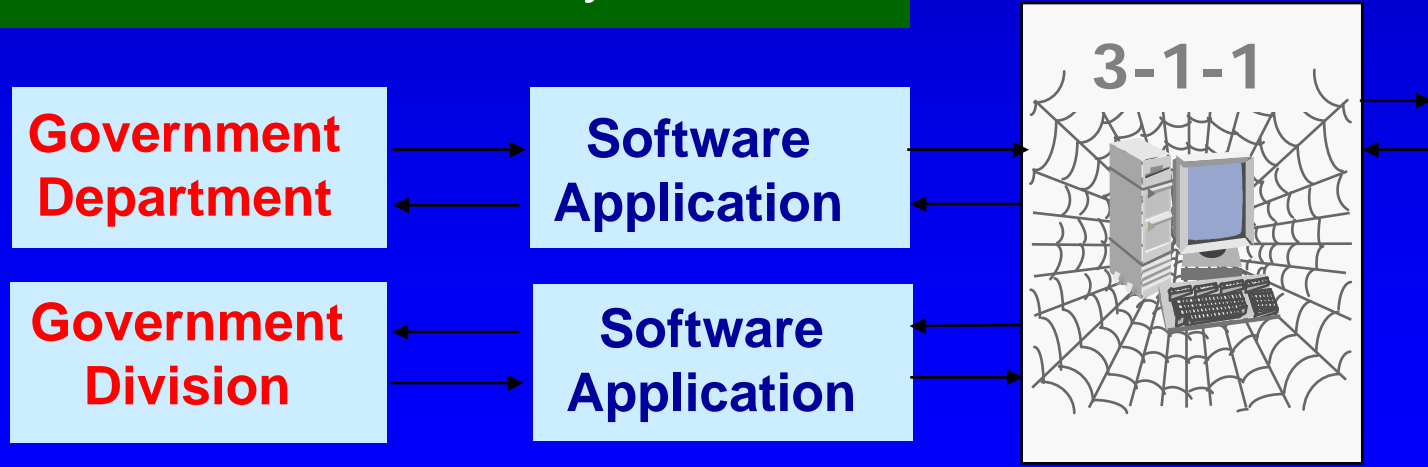 Government
Department
Software
Application
3-1-1
Government
Division
Software
Application